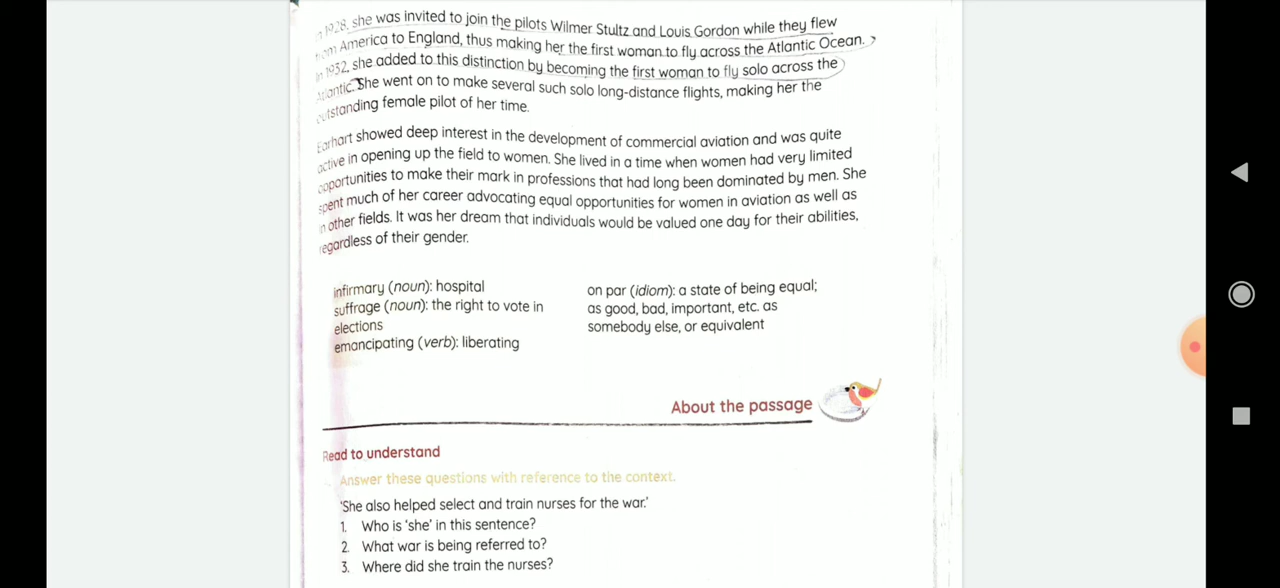 1928, she was invited to join the pilots Wilmer Stultz and Louis Gordon while they flew
from America to England, thus making her the first woman to fly across the Atlantic Ocean.
In 1932, she added to this distinction by becoming the first woman to fly solo across the
Atlantic. She went on to make several such solo long-distance flights, making her the
outstanding female pilot of her time.
Earhart showed deep interest in the development of commercial aviation and was quite
active in opening up the field to women. She lived in a time when women had very limited
opportunities to make their mark in professions that had long been dominated by men. She
spent much of her career advocating equal opportunities for women in aviation as well as
in other fields. It was her dream that individuals would be valued one day for their abilities,
regardless of their gender.
infirmary (noun): hospital
suffrage (noun): the right to vote in
elections
emancipating (verb): liberating
on par (idiom): a state of being equal;
as good, bad, important, etc. as
somebody else, or equivalent
About the passage
Read to understand
Answer these questions with reference to the context.
'She also helped select and train nurses for the war.'
1. Who is 'she' in this sentence?
2. What war is being referred to?
3. Where did she train the nurses?